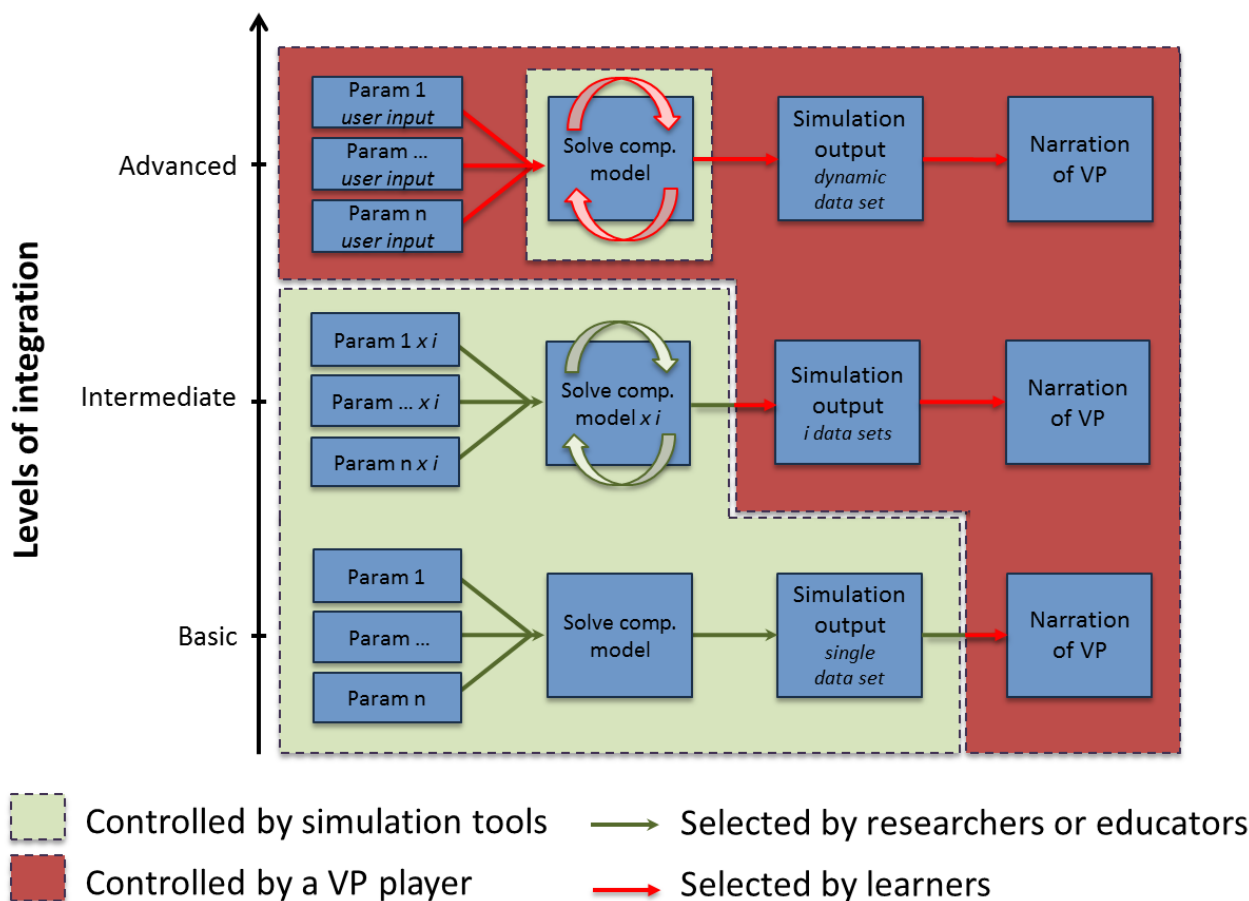 Levels of integration
Advanced
Param 1
user input
Param ...
user input
Param n
user input
Solve comp.
model
Simulation
output
dynamic
data set
Narration
of VP
Intermediate
Param 1 x i
Param ... x i
Param n x i
Solve comp.
model x i
Simulation
output
i data sets
Narration
of VP
Basic
Param 1
Param ...
Param n
Solve comp.
model
Simulation
output
single
data set
Narration
of VP
Controlled by simulation tools
Selected by researchers or educators
Controlled by a VP player
Selected by learners